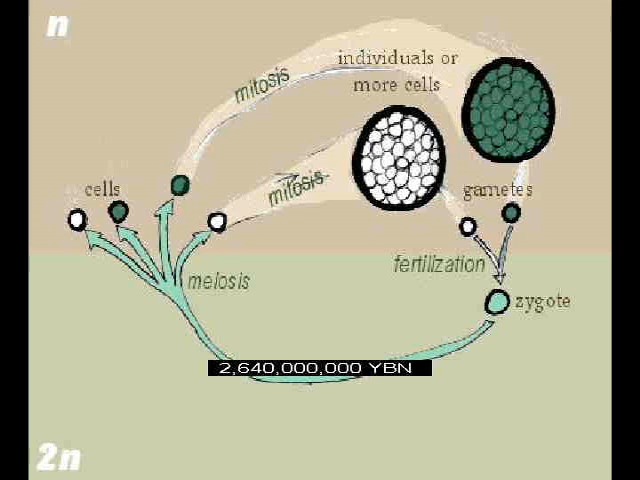 n
individuals or
more cells
mitosis
mitosis
cells
gametes
fertilization
meiosis
zygote
2,640,000,000 YBN
2n